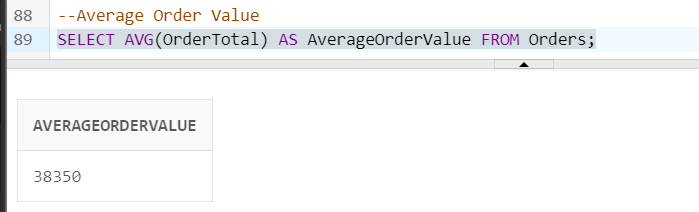 88 --Average Order Value
89 SELECT AVG(OrderTotal) AS AverageOrderValue FROM Orders;
AVERAGEORDERVALUE
38350